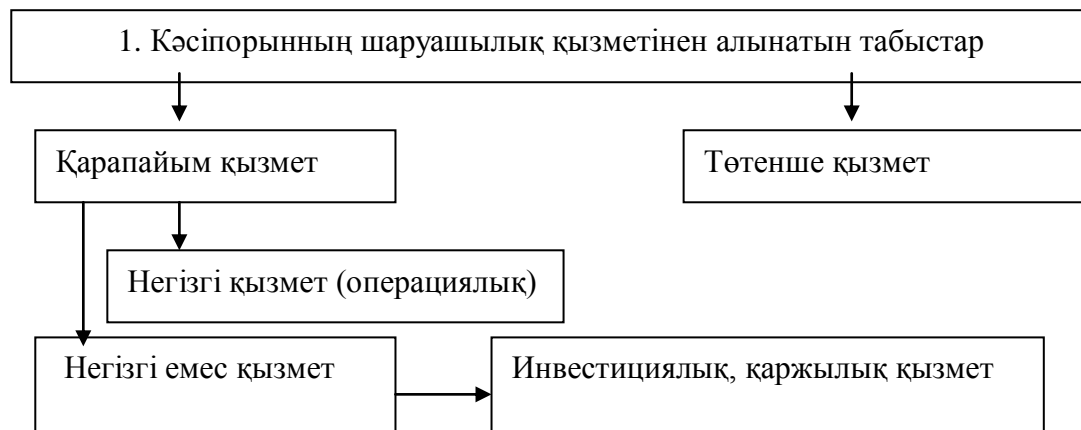 1. Кәсіпорынның шаруашылық қызметінен алынатын табыстар
Қарапайым қызмет
Төтенше қызмет
Негізгі қызмет (операциялық)
Негізгі емес қызмет
Инвестициялық, қаржылық қызмет